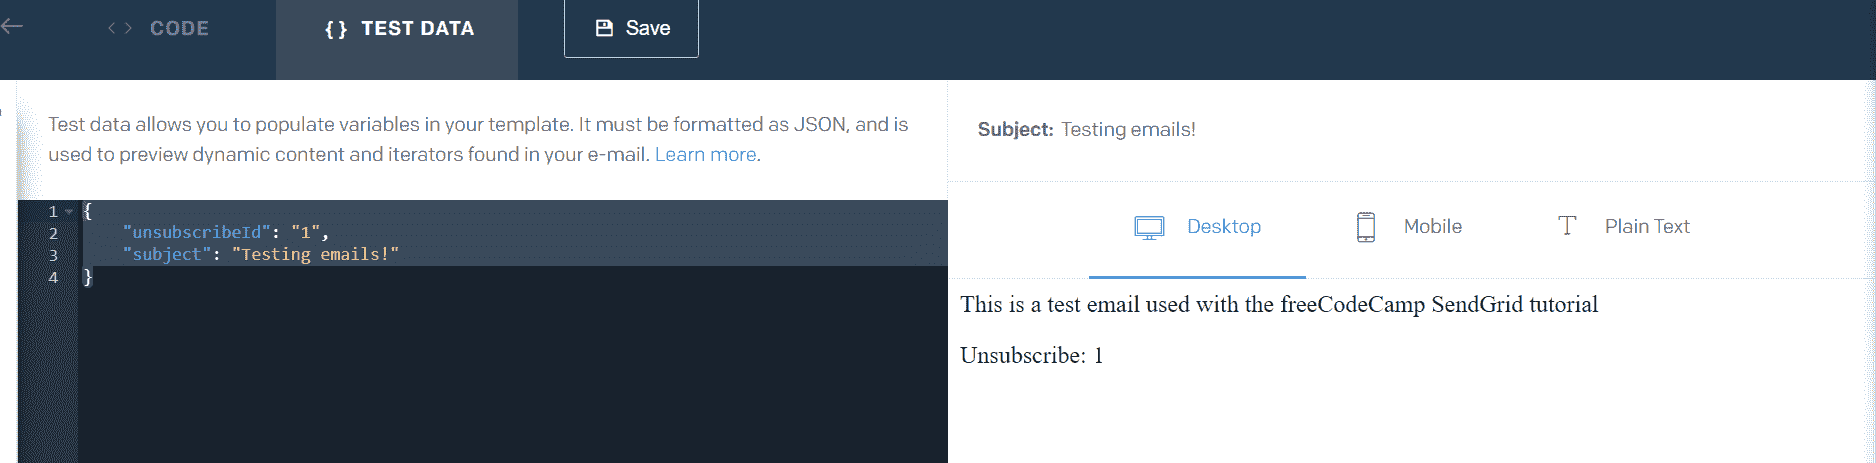 < > CODE
{ } TEST DATA
Save
Test data allows you to populate variables in your template. It must be formatted as JSON, and is
used to preview dynamic content and iterators found in your e-mail. Learn more.
1 {
2 "unsubscribeId": "1",
3 "subject": "Testing emails!"
4 }
Subject: Testing emails!
Desktop
Mobile
T Plain Text
This is a test email used with the freeCodeCamp SendGrid tutorial
Unsubscribe: 1